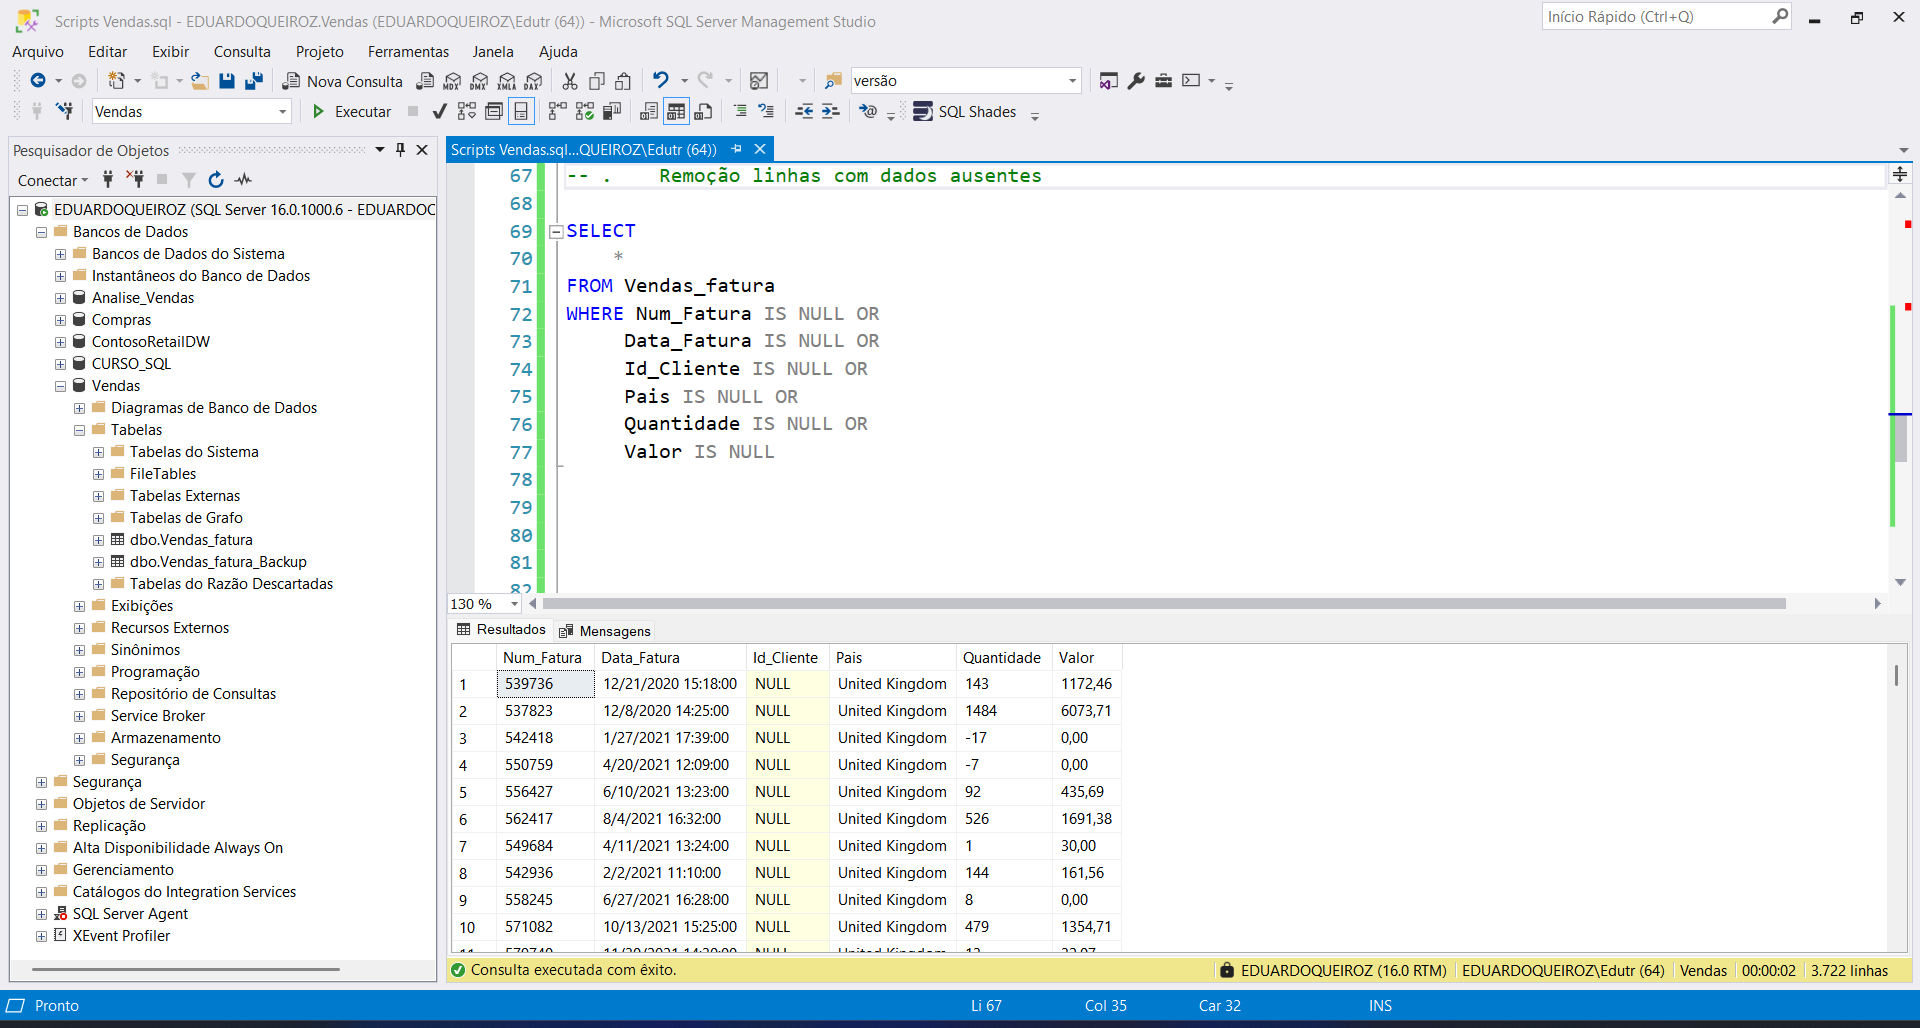 Scripts Vendas.sql - EDUARDOQUEIROZ.Vendas (EDUARDOQUEIROZ\Edutr (64)) - Microsoft SQL Server Management Studio
Início Rápido (Ctrl+Q)
Arquivo Editar Exibir Consulta Projeto Ferramentas Janela Ajuda
Nova Consulta MDX DMX XMLA DAX versão
Vendas Executar SQL Shades
Pesquisador de Objetos
Conectar
EDUARDOQUEIROZ (SQL Server 16.0.1000.6 - EDUARDOC
Bancos de Dados
Bancos de Dados do Sistema
Instantâneos do Banco de Dados
Analise_Vendas
Compras
ContosoRetailDW
CURSO_SQL
Vendas
Diagramas de Banco de Dados
Tabelas
Tabelas do Sistema
FileTables
Tabelas Externas
Tabelas de Grafo
dbo.Vendas_fatura
dbo.Vendas_fatura_Backup
Tabelas do Razão Descartadas
Exibições
Recursos Externos
Sinônimos
Programação
Repositório de Consultas
Service Broker
Armazenamento
Segurança
Segurança
Objetos de Servidor
Replicação
Alta Disponibilidade Always On
Gerenciamento
Catálogos do Integration Services
SQL Server Agent
XEvent Profiler
Scripts Vendas.sql...QUEIROZ\Edutr (64))
67 -- . Remoção linhas com dados ausentes
68
69 SELECT
70 *
71 FROM Vendas_fatura
72 WHERE Num_Fatura IS NULL OR
73 Data_Fatura IS NULL OR
74 Id_Cliente IS NULL OR
75 Pais IS NULL OR
76 Quantidade IS NULL OR
77 Valor IS NULL
78
79
80
81
82
130 %
Resultados Mensagens
Num_Fatura Data_Fatura Id_Cliente Pais Quantidade Valor
1 539736 12/21/2020 15:18:00 NULL United Kingdom 143 1172,46
2 537823 12/8/2020 14:25:00 NULL United Kingdom 1484 6073,71
3 542418 1/27/2021 17:39:00 NULL United Kingdom -17 0,00
4 550759 4/20/2021 12:09:00 NULL United Kingdom -7 0,00
5 556427 6/10/2021 13:23:00 NULL United Kingdom 92 435,69
6 562417 8/4/2021 16:32:00 NULL United Kingdom 526 1691,38
7 549684 4/11/2021 13:24:00 NULL United Kingdom 1 30,00
8 542936 2/2/2021 11:10:00 NULL United Kingdom 144 161,56
9 558245 6/27/2021 16:28:00 NULL United Kingdom 8 0,00
10 571082 10/13/2021 15:25:00 NULL United Kingdom 479 1354,71
Consulta executada com êxito.
EDUARDOQUEIROZ (16.0 RTM) EDUARDOQUEIROZ\Edutr (64) Vendas 00:00:02 3.722 linhas
Pronto Li 67 Col 35 Car 32 INS